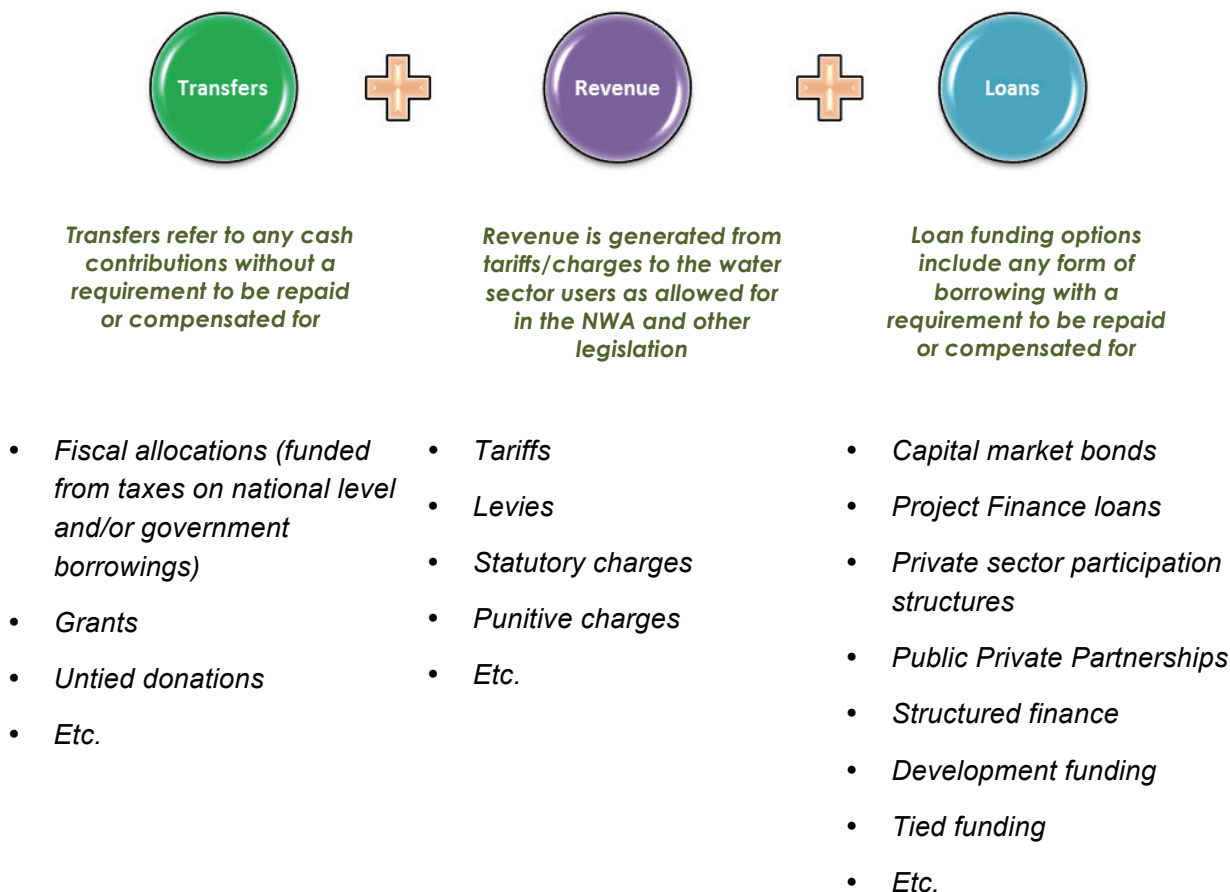 Transfers
Revenue
Loans
Transfers refer to any cash
contributions without a
requirement to be repaid
or compensated for
Revenue is generated from
tariffs/charges to the water
sector users as allowed for
in the NWA and other
legislation
Loan funding options
include any form of
borrowing with a
requirement to be repaid
or compensated for
• Fiscal allocations (funded
from taxes on national level
and/or government
borrowings)
• Grants
• Untied donations
• Etc.
• Tariffs
• Levies
• Statutory charges
• Punitive charges
• Etc.
• Capital market bonds
• Project Finance loans
• Private sector participation
structures
• Public Private Partnerships
• Structured finance
• Development funding
• Tied funding
• Etc.